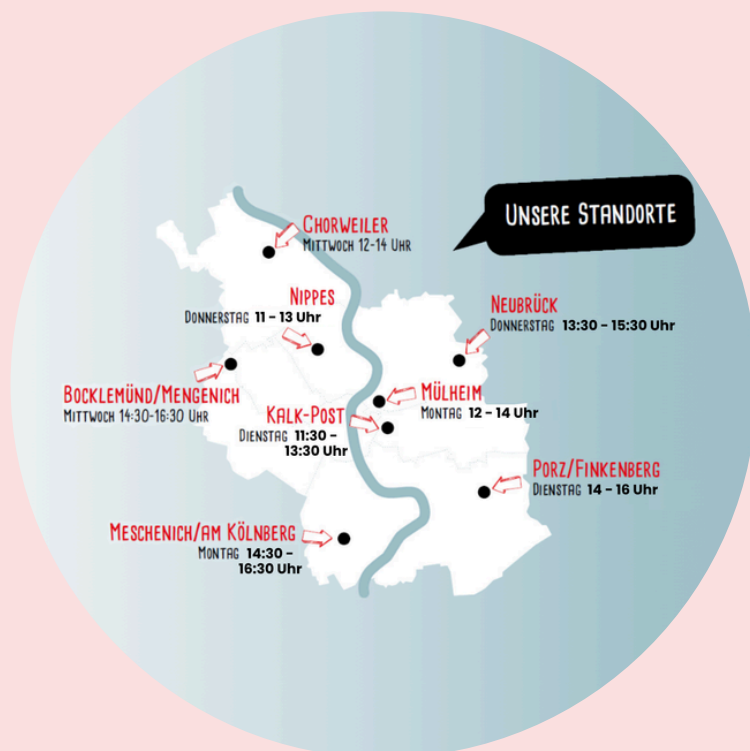 UNSERE STANDORTE
CHORWEILER
MITTWOCH 12-14 UHR
NIPPES
DONNERSTAG 11 – 13 Uhr
NEUBRÜCK
DONNERSTAG 13:30 – 15:30 Uhr
BOCKLEMÜND/MENGENICH
MITTWOCH 14:30-16:30 UHR
MÜLHEIM
MONTAG 12 – 14 Uhr
KALK-POST
DIENSTAG 11:30 –
13:30 Uhr
PORZ/FINKENBERG
DIENSTAG 14 – 16 Uhr
MESCHENICH/AM KÖLNBERG
MONTAG 14:30 –
16:30 Uhr